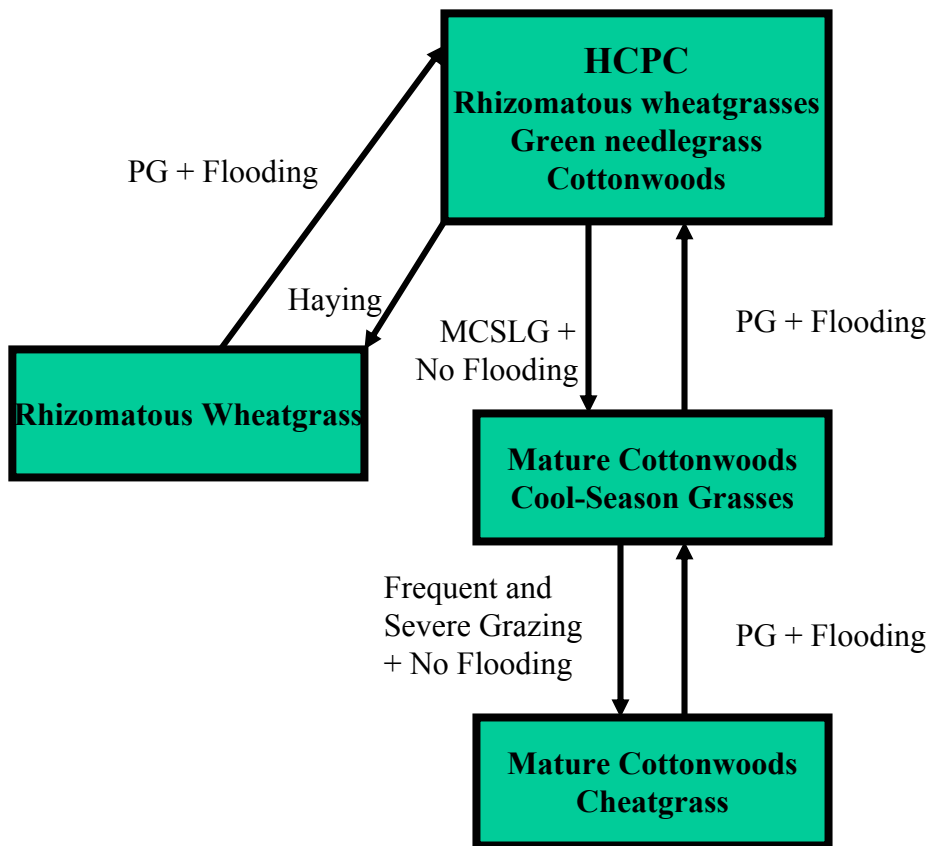 HCPC
Rhizomatous wheatgrasses
Green needlegrass
Cottonwoods
PG + Flooding
Haying
MCSLG +
No Flooding
PG + Flooding
Rhizomatous Wheatgrass
Mature Cottonwoods
Cool-Season Grasses
Frequent and
Severe Grazing
+ No Flooding
PG + Flooding
Mature Cottonwoods
Cheatgrass